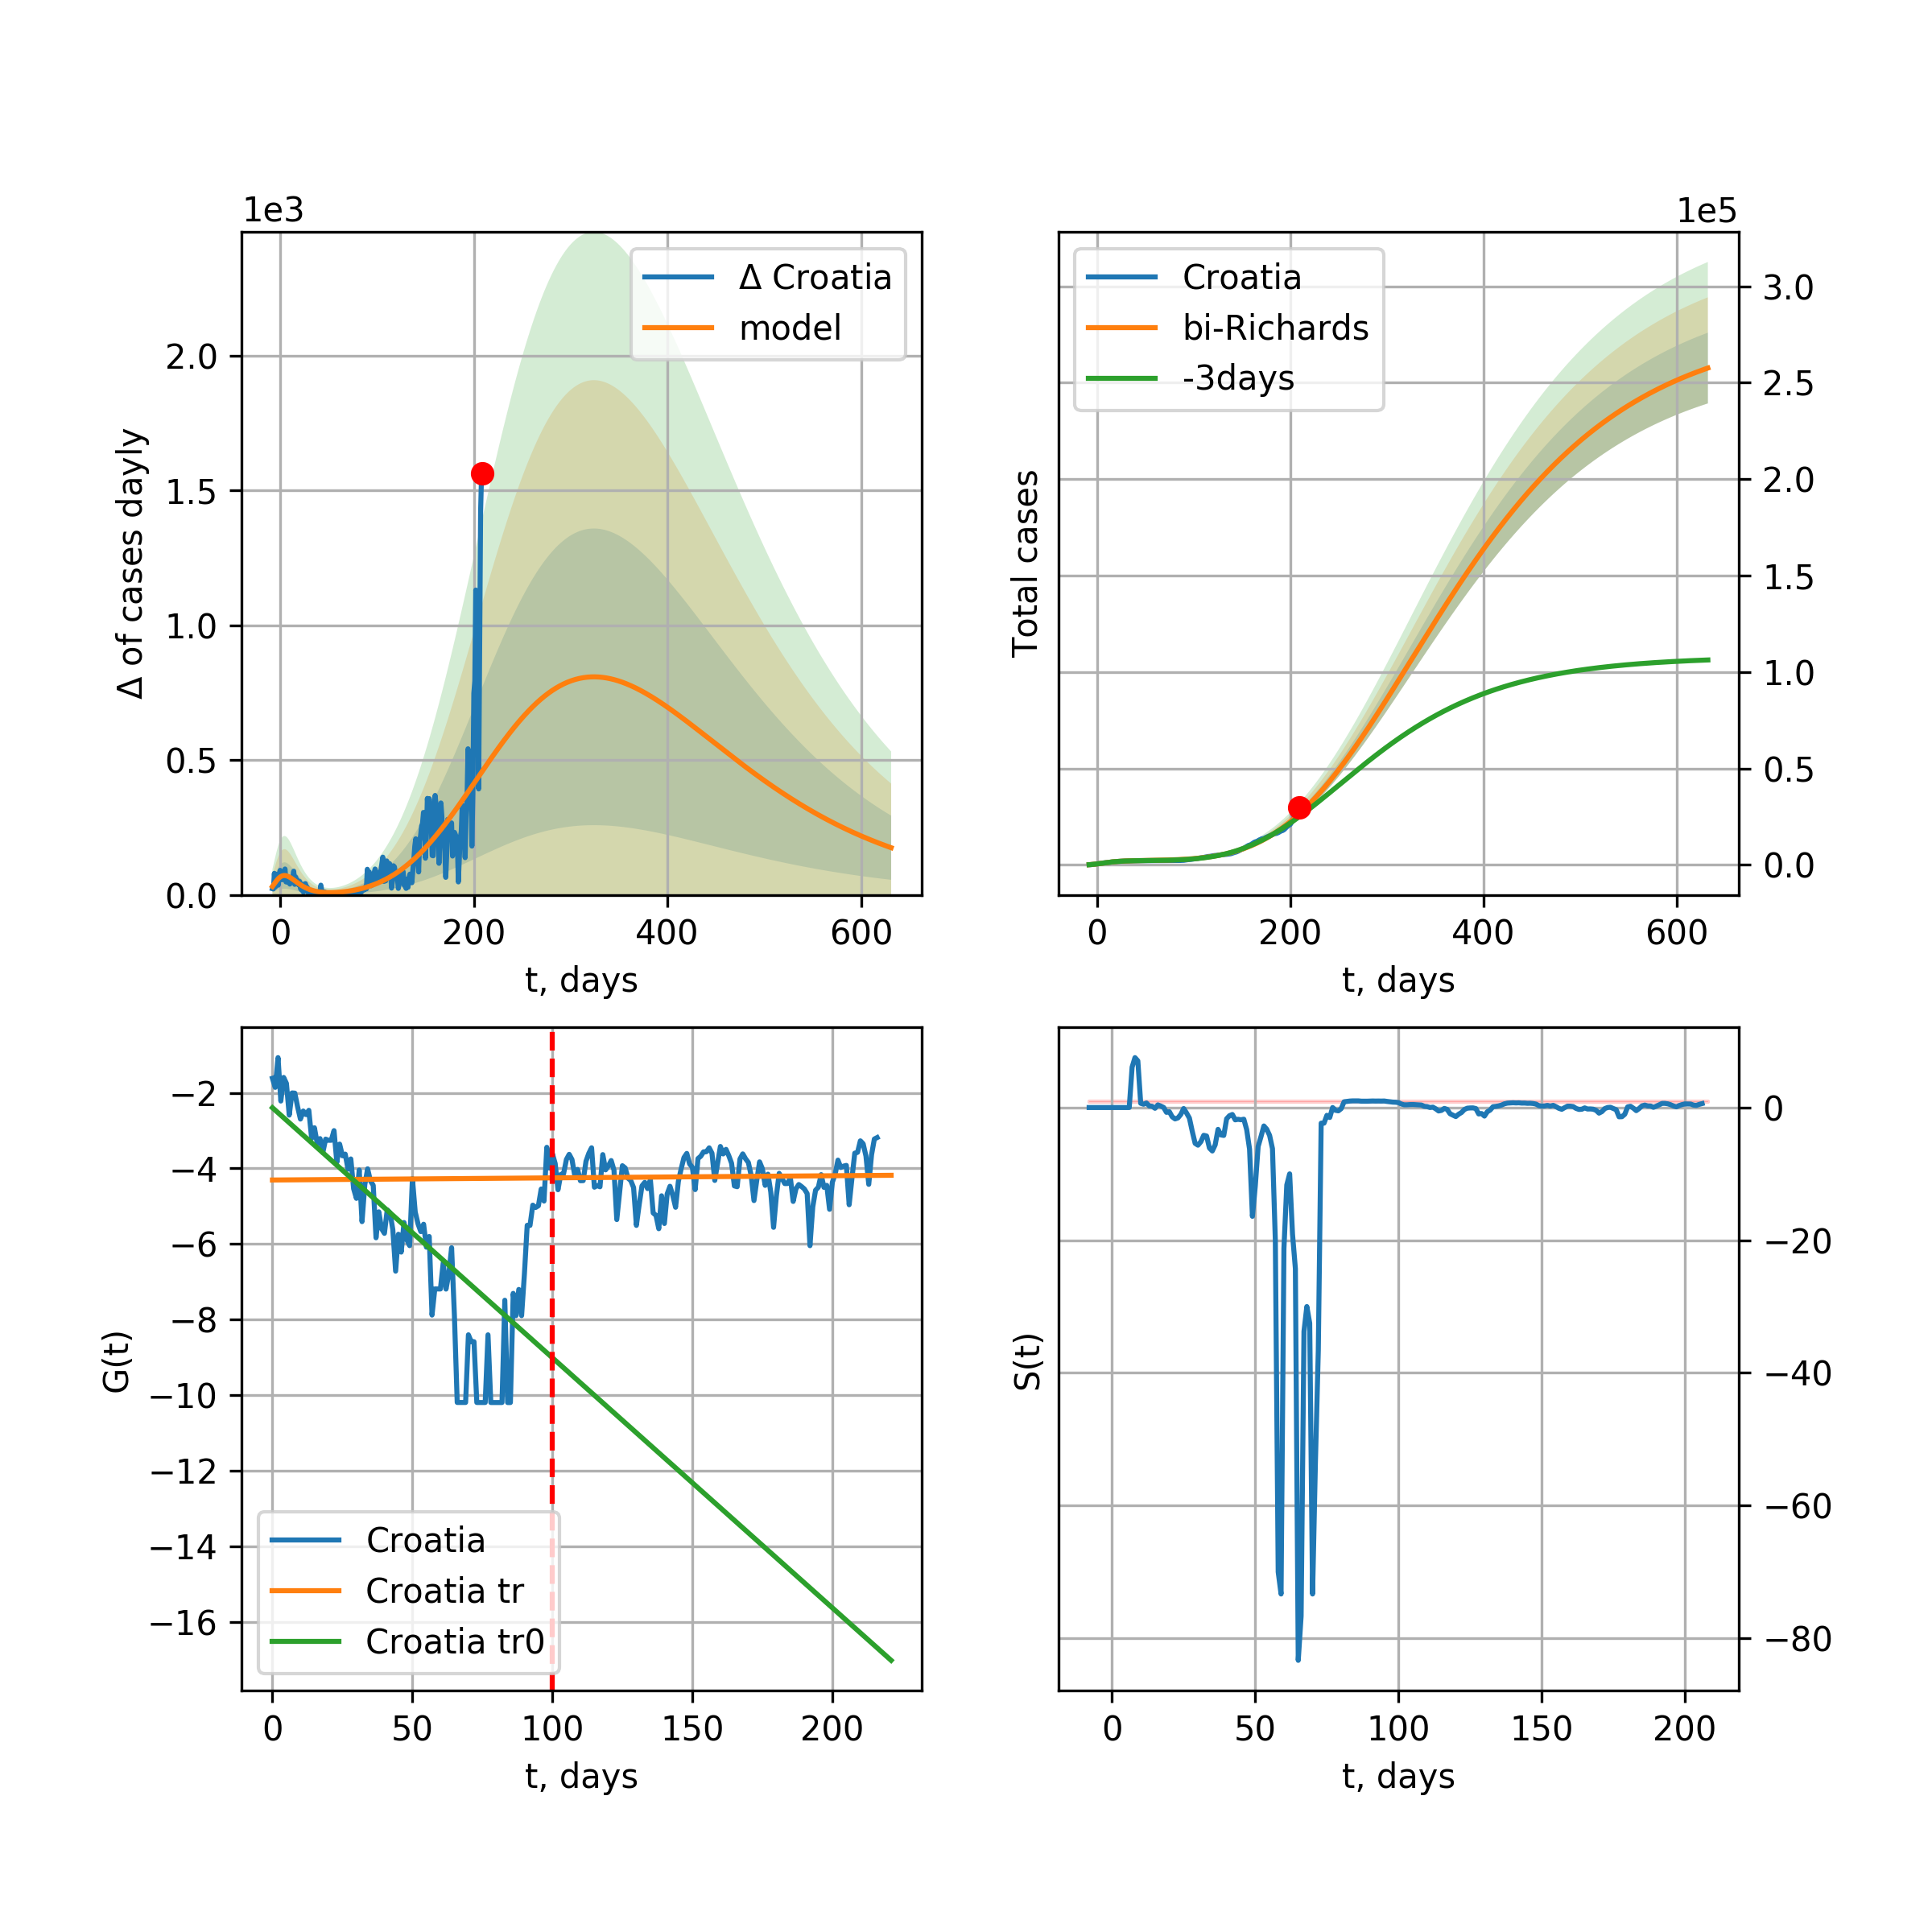 1e3
Δ of cases dayly
2.0
1.5
1.0
0.5
0.0
0 200 400 600
t, days
Δ Croatia
model
1e5
Total cases
3.0
2.5
2.0
1.5
1.0
0.5
0.0
0 200 400 600
t, days
Croatia
bi-Richards
-3days
G(t)
−2
−4
−6
−8
−10
−12
−14
−16
0 50 100 150 200
t, days
Croatia
Croatia tr
Croatia tr0
S(t)
0
−20
−40
−60
−80
0 50 100 150 200
t, days